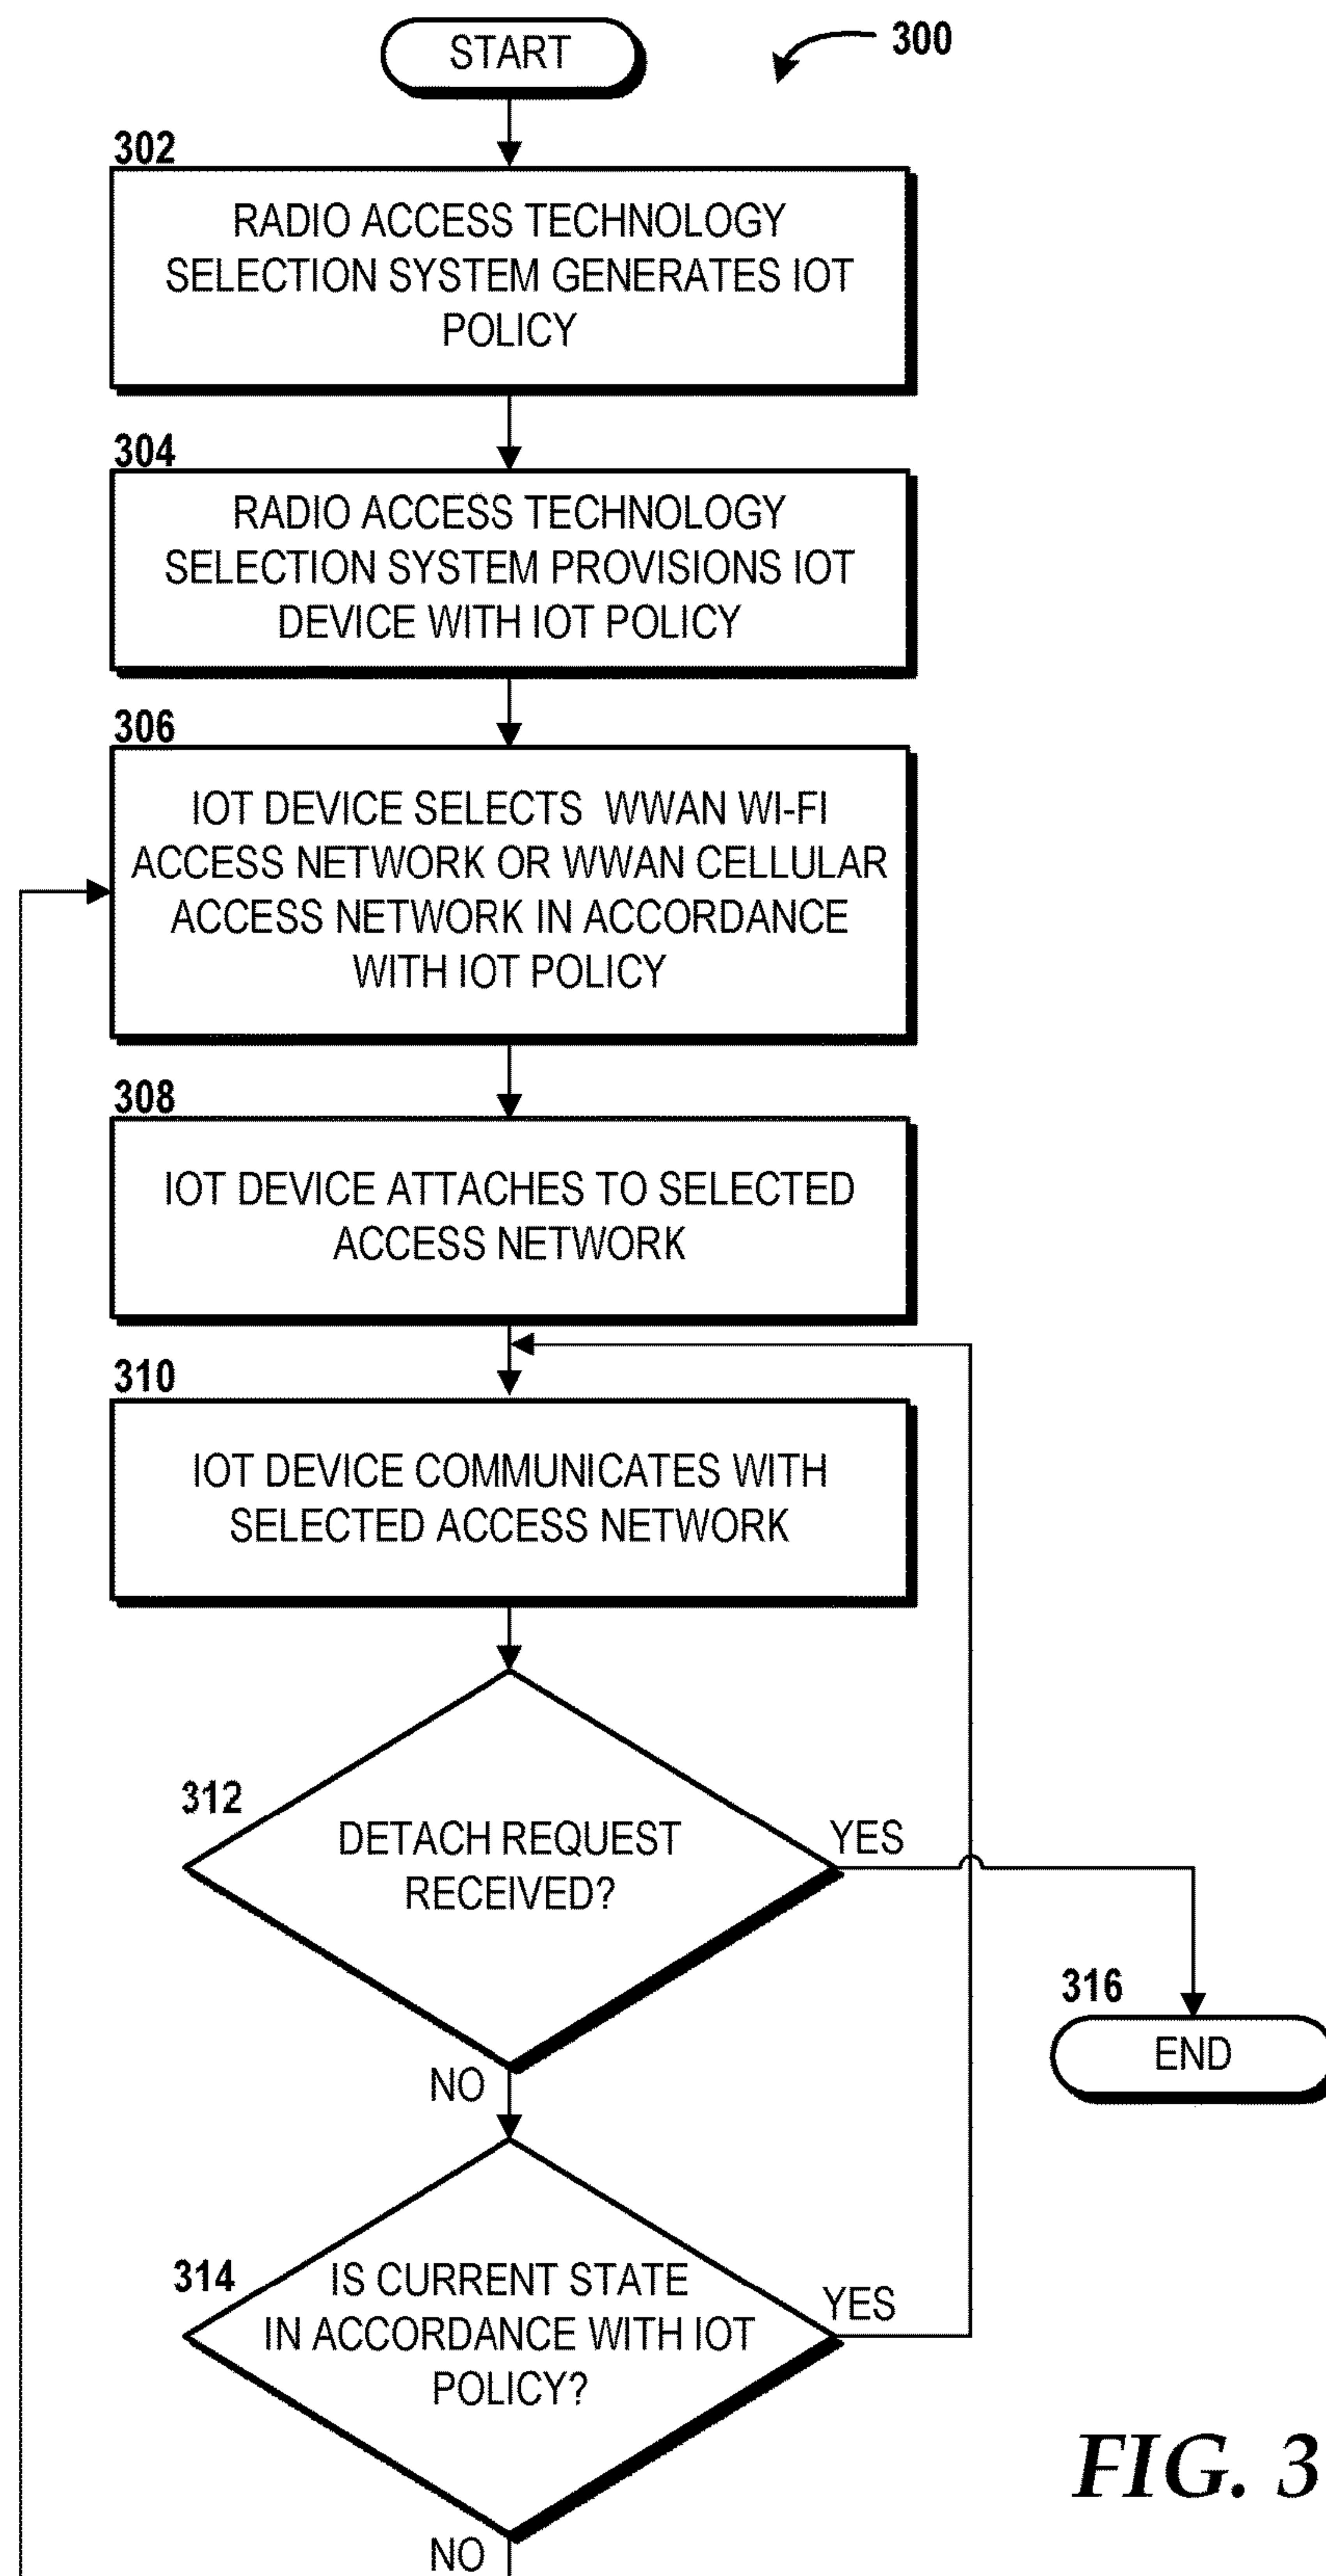 START
300
302
RADIO ACCESS TECHNOLOGY
SELECTION SYSTEM GENERATES IOT
POLICY
304
RADIO ACCESS TECHNOLOGY
SELECTION SYSTEM PROVISIONS IOT
DEVICE WITH IOT POLICY
306
IOT DEVICE SELECTS WWAN WI-FI
ACCESS NETWORK OR WWAN CELLULAR
ACCESS NETWORK IN ACCORDANCE
WITH IOT POLICY
308
IOT DEVICE ATTACHES TO SELECTED
ACCESS NETWORK
310
IOT DEVICE COMMUNICATES WITH
SELECTED ACCESS NETWORK
312
DETACH REQUEST
RECEIVED?
YES
NO
316
END
314
IS CURRENT STATE
IN ACCORDANCE WITH IOT
POLICY?
YES
NO
FIG. 3